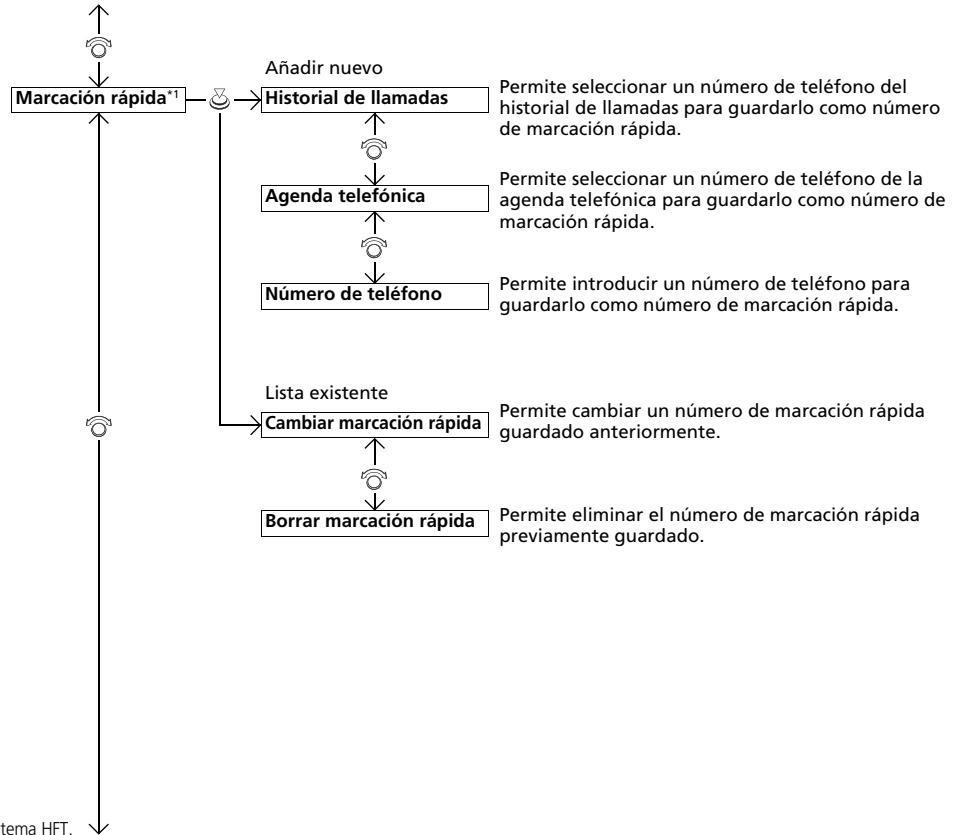 Añadir nuevo
Marcación rápida*1
Historial de llamadas
Permite seleccionar un número de teléfono del
historial de llamadas para guardarlo como número
de marcación rápida.
Agenda telefónica
Permite seleccionar un número de teléfono de la
agenda telefónica para guardarlo como número de
marcación rápida.
Número de teléfono
Permite introducir un número de teléfono para
guardarlo como número de marcación rápida.
Lista existente
Cambiar marcación rápida
Permite cambiar un número de marcación rápida
guardado anteriormente.
Borrar marcación rápida
Permite eliminar el número de marcación rápida
previamente guardado.
tema HFT.